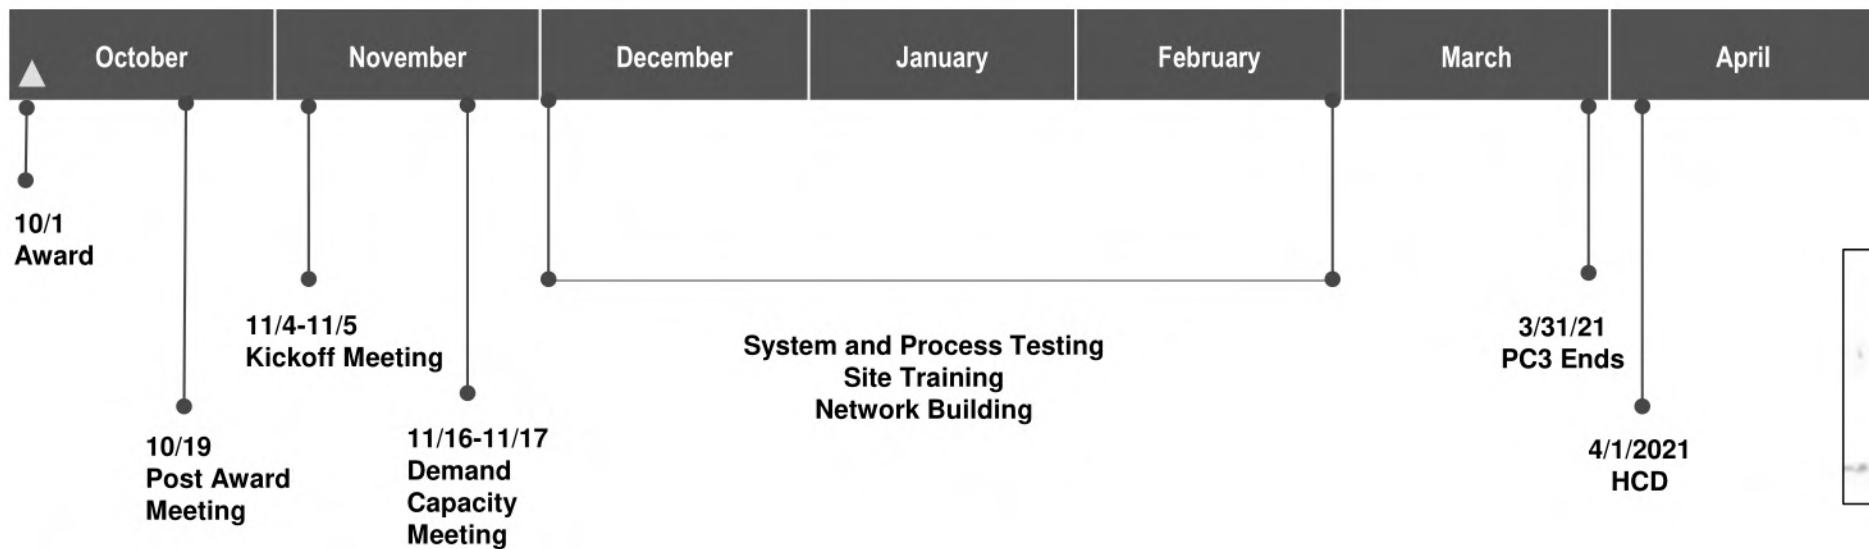 October
November
December
January
February
March
April
10/1
Award
10/19
Post Award
Meeting
11/4-11/5
Kickoff Meeting
11/16-11/17
Demand
Capacity
Meeting
System and Process Testing
Site Training
Network Building
3/31/21
PC3 Ends
4/1/2021
HCD